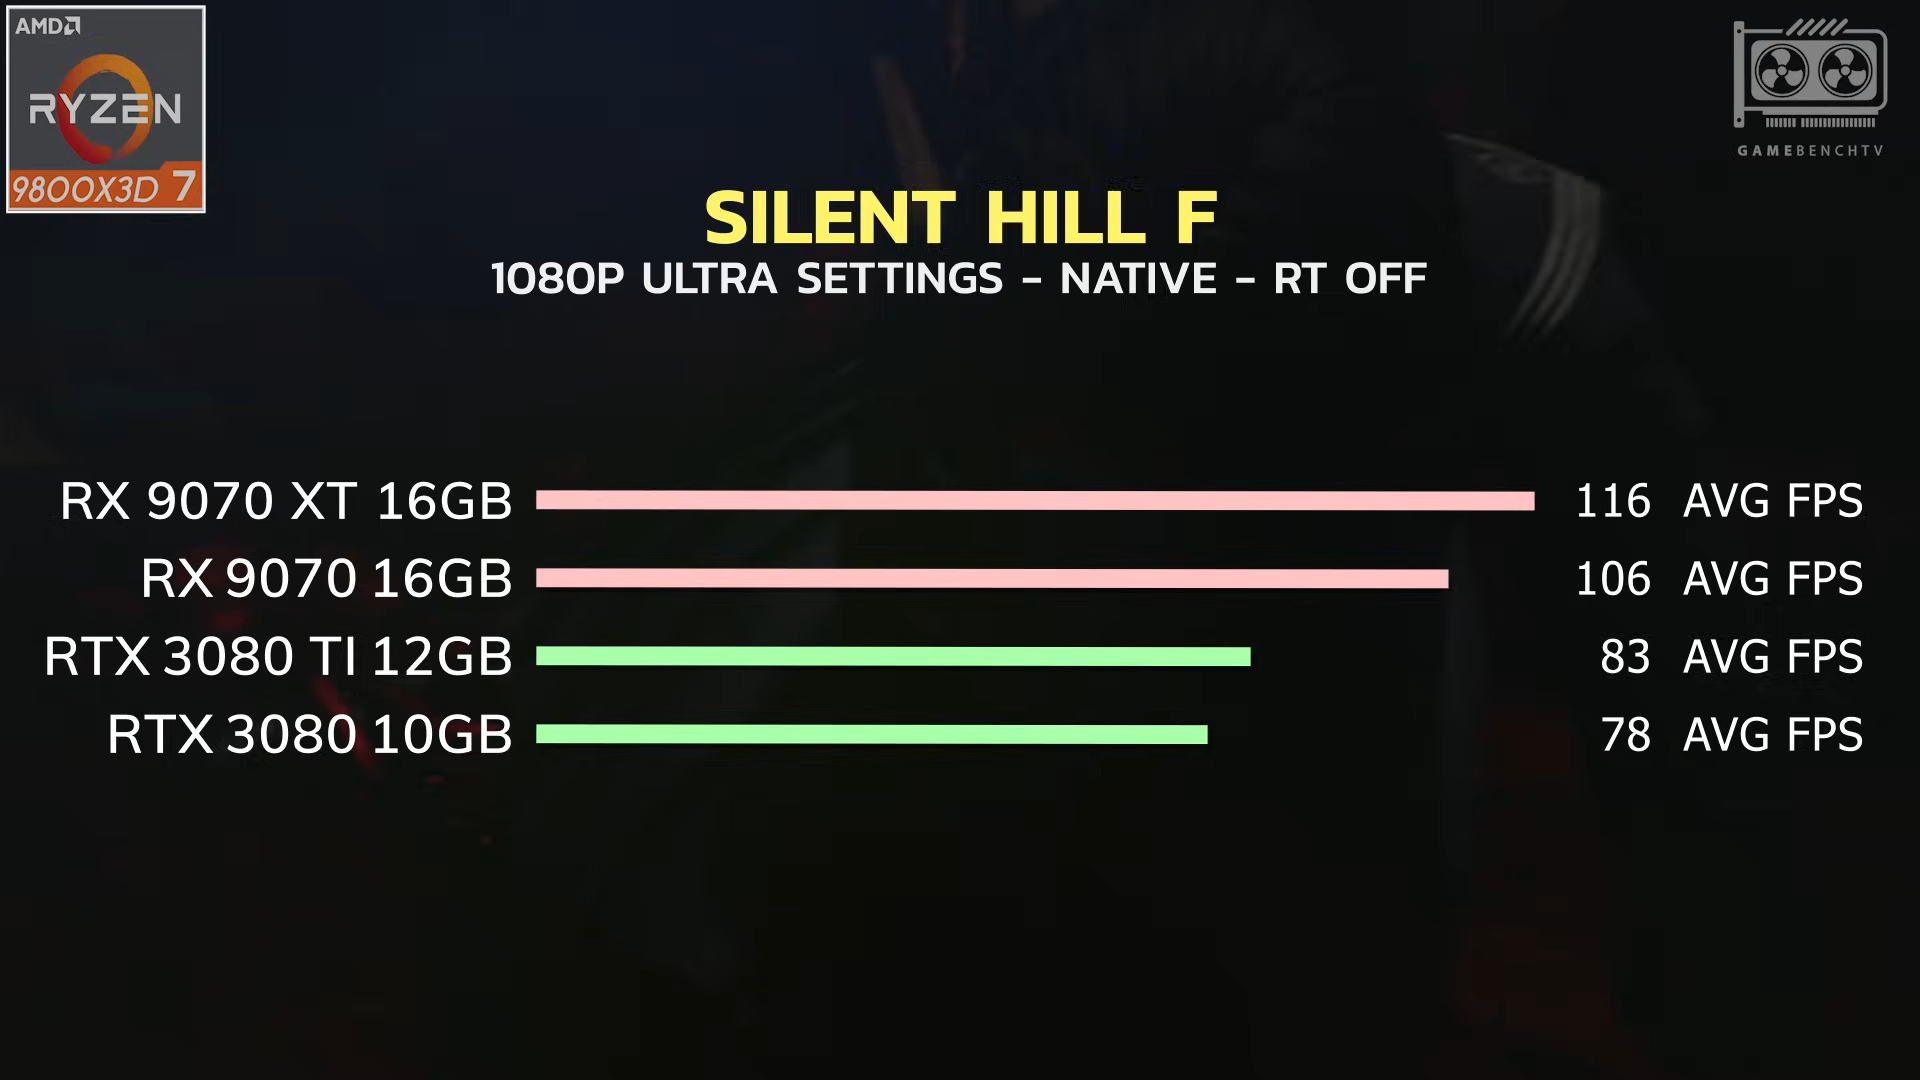 AMD
RYZEN
9800X3D 7
GAMEBENCHTV
SILENT HILL F
1080P ULTRA SETTINGS - NATIVE - RT OFF
RX 9070 XT 16GB 116 AVG FPS
RX 9070 16GB 106 AVG FPS
RTX 3080 TI 12GB 83 AVG FPS
RTX 3080 10GB 78 AVG FPS